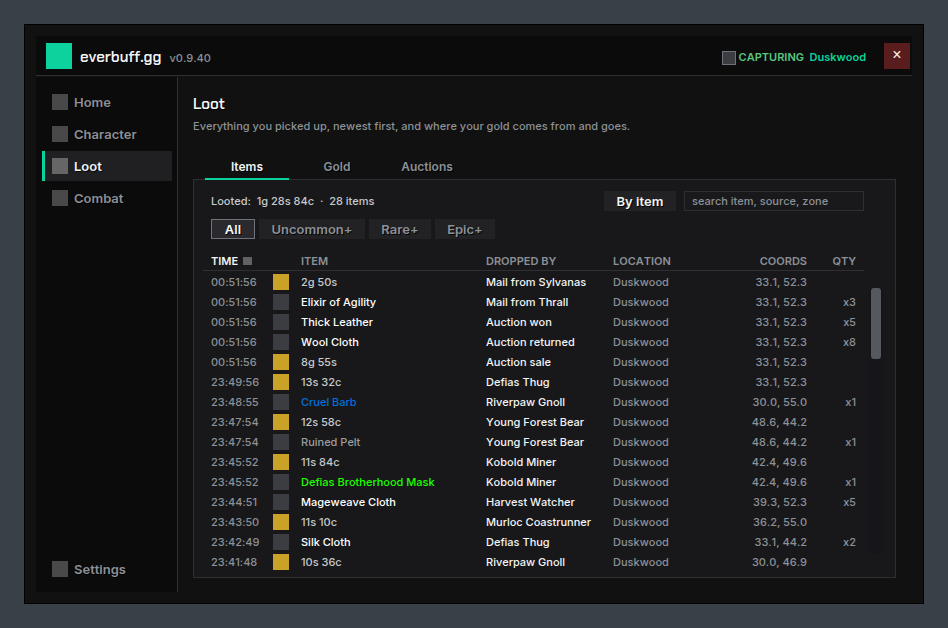 everbuff.gg v0.9.40 CAPTURING Duskwood ×
Home
Character
Loot
Combat
Settings
Loot
Everything you picked up, newest first, and where your gold comes from and goes.
Items Gold Auctions
Looted: 1g 28s 84c · 28 items By item search item, source, zone
All Uncommon+ Rare+ Epic+
TIME ITEM DROPPED BY LOCATION COORDS QTY
00:51:56 2g 50s Mail from Sylvanas Duskwood 33.1, 52.3
00:51:56 Elixir of Agility Mail from Thrall Duskwood 33.1, 52.3 x3
00:51:56 Thick Leather Auction won Duskwood 33.1, 52.3 x5
00:51:56 Wool Cloth Auction returned Duskwood 33.1, 52.3 x8
00:51:56 8g 55s Auction sale Duskwood 33.1, 52.3
23:49:56 13s 32c Defias Thug Duskwood 33.1, 52.3
23:48:55 Cruel Barb Riverpaw Gnoll Duskwood 30.0, 55.0 x1
23:47:54 12s 58c Young Forest Bear Duskwood 48.6, 44.2
23:47:54 Ruined Pelt Young Forest Bear Duskwood 48.6, 44.2 x1
23:45:52 11s 84c Kobold Miner Duskwood 42.4, 49.6
23:45:52 Defias Brotherhood Mask Kobold Miner Duskwood 42.4, 49.6 x1
23:44:51 Mageweave Cloth Harvest Watcher Duskwood 39.3, 52.3 x5
23:43:50 11s 10c Murloc Coastrunner Duskwood 36.2, 55.0
23:42:49 Silk Cloth Defias Thug Duskwood 33.1, 44.2 x2
23:41:48 10s 36c Riverpaw Gnoll Duskwood 30.0, 46.9